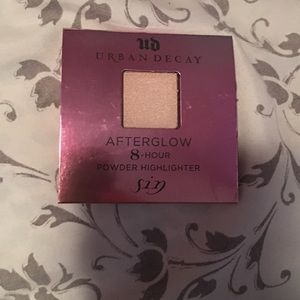 UD
URBAN DECAY
AFTERGLOW
8-HOUR
POWDER HIGHLIGHTER
sin